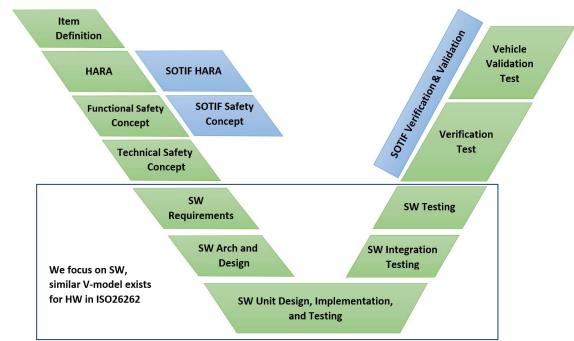 Item
Definition
HARA
SOTIF HARA
Functional Safety
Concept
SOTIF Safety
Concept
Technical Safety
Concept
SW
Requirements
SW Arch and
Design
SW Unit Design, Implementation,
and Testing
SW Integration
Testing
SW Testing
Verification
Test
Vehicle
Validation
Test
SOTIF Verification & Validation
We focus on SW,
similar V-model exists
for HW in ISO26262